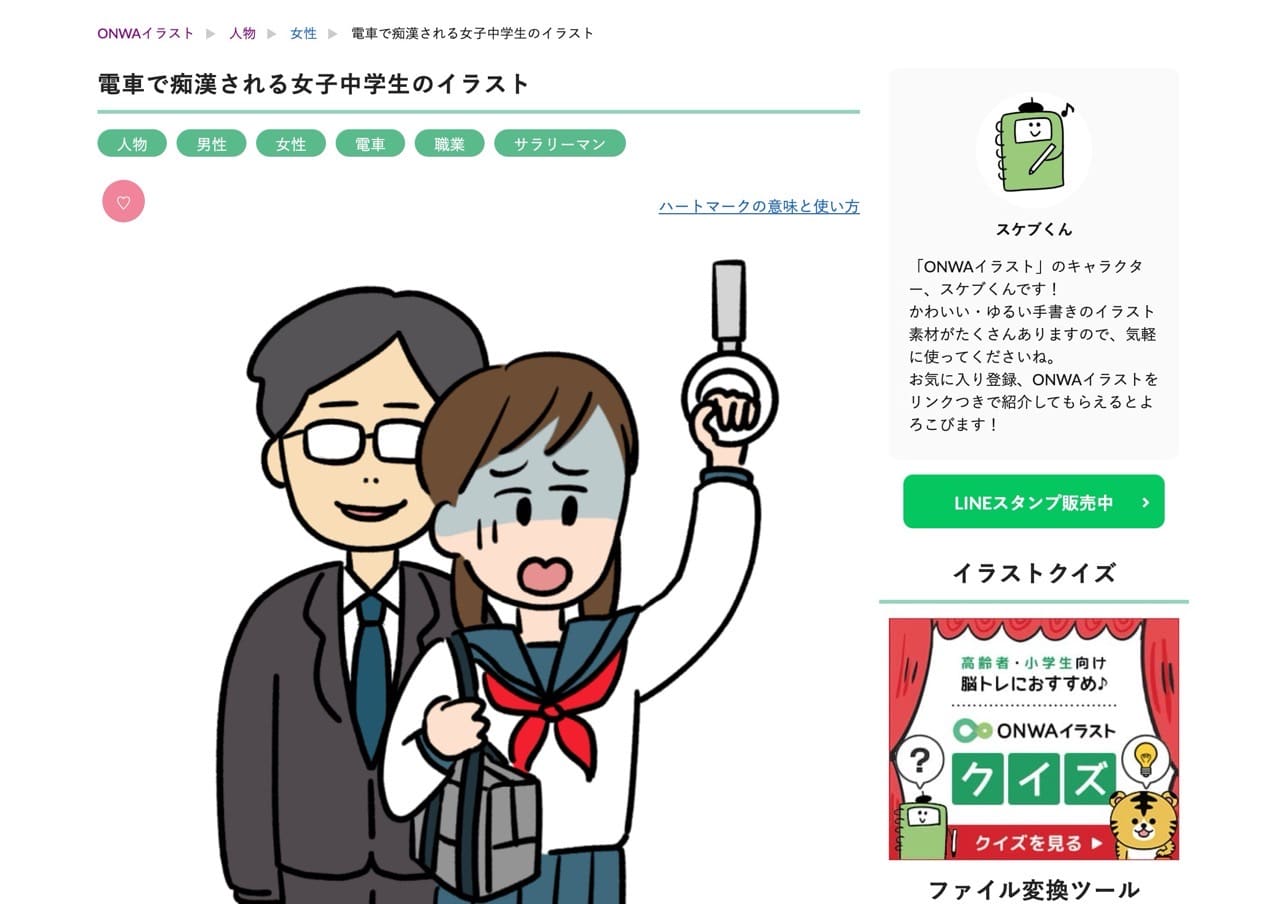 ONWAイラスト ▶ 人物 ▶ 女性 ▶ 電車で痴漢される女子中学生のイラスト
電車で痴漢される女子中学生のイラスト
人物 男性 女性 電車 職業 サラリーマン
♡
ハートマークの意味と使い方
スケブくん
「ONWAイラスト」のキャラクタ
ー、スケブくんです！
かわいい・ゆるい手書きのイラスト
素材がたくさんありますので、気軽
に使ってくださいね。
お気に入り登録、ONWAイラストを
リンクつきで紹介してもらえるとよ
ろこびます！
LINEスタンプ販売中 ›
イラストクイズ
高齢者・小学生向け
脳トレにおすすめ♪
ONWAイラスト
?
クイズ
クイズを見る ▶
ファイル変換ツール